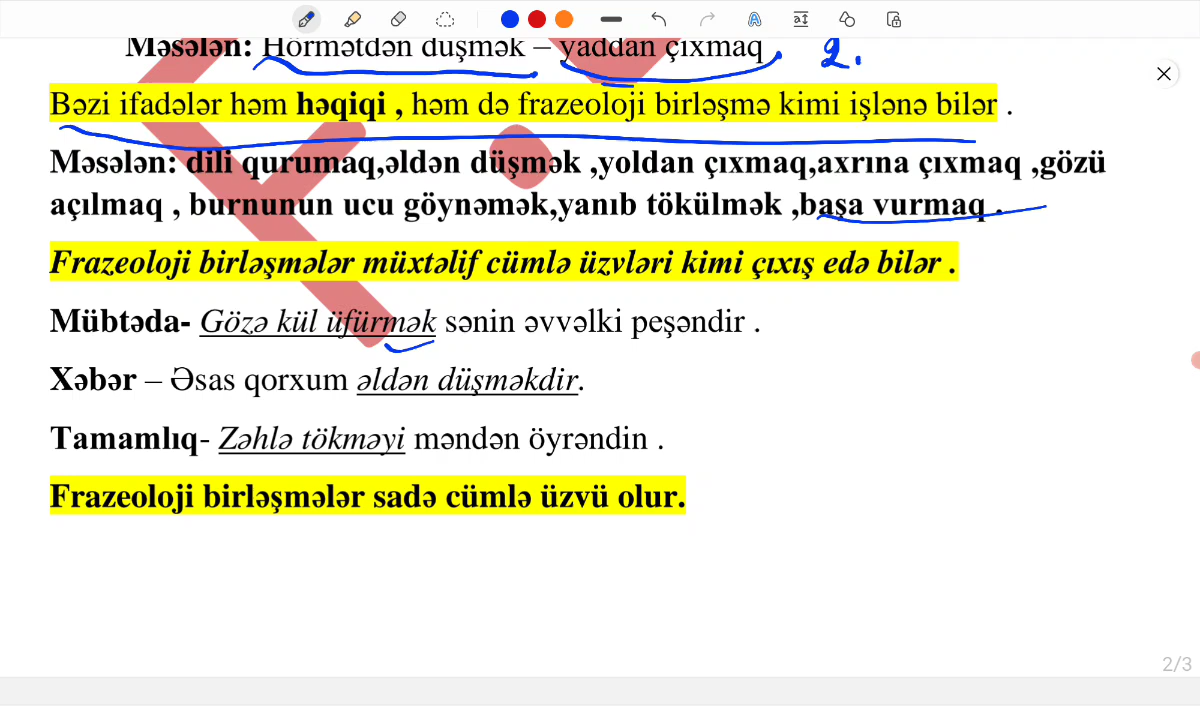 Məsələn: Hörmətdən düşmək – yaddan çıxmaq 2.
Bəzi ifadələr həm həqiqi , həm də frazeoloji birləşmə kimi işlənə bilər .
Məsələn: dili qurumaq,əldən düşmək ,yoldan çıxmaq,axrına çıxmaq ,gözü
açılmaq , burnunun ucu göynəmək,yanıb tökülmək ,başa vurmaq .
Frazeoloji birləşmələr müxtəlif cümlə üzvləri kimi çıxış edə bilər .
Mübtəda- Gözə kül üfürmək sənin əvvəlki peşəndir .
Xəbər – Əsas qorxum əldən düşməkdir.
Tamamlıq- Zəhlə tökməyi məndən öyrəndin .
Frazeoloji birləşmələr sadə cümlə üzvü olur.
2/3